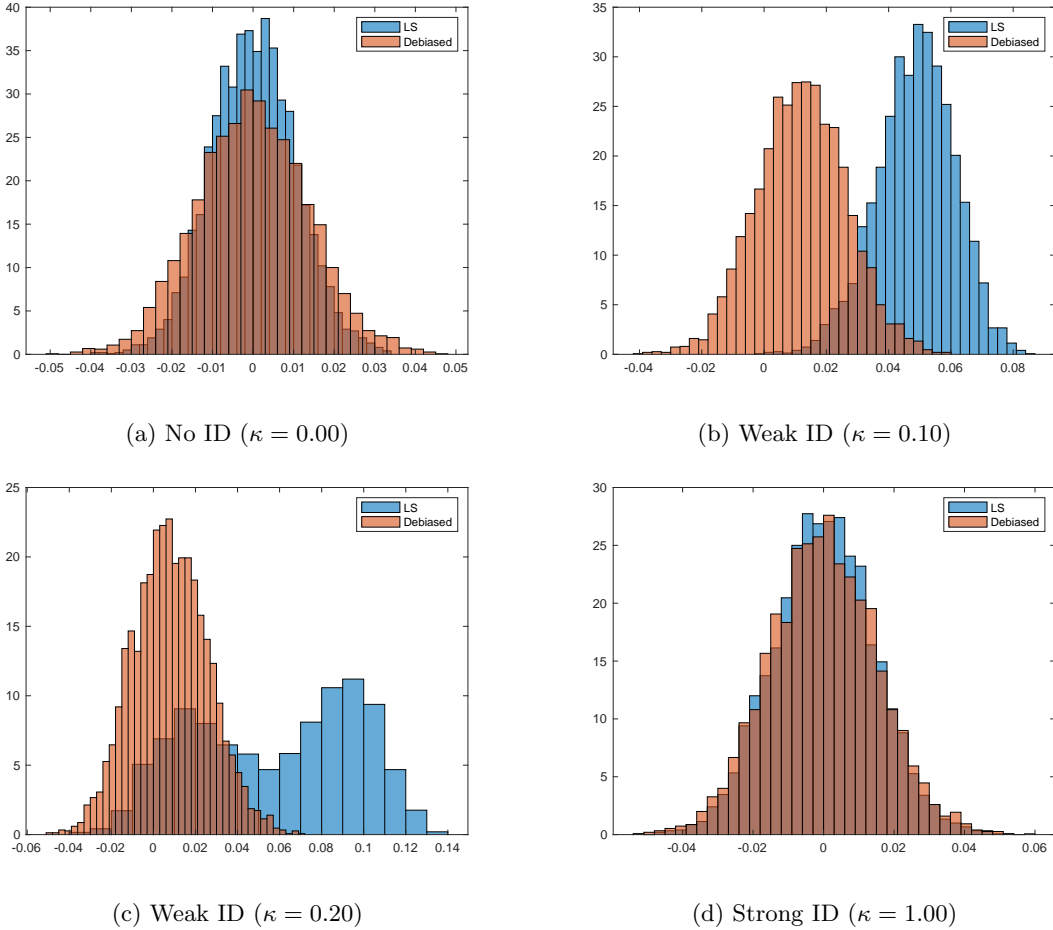 40
35
30
25
20
15
10
5
0
-0.05 -0.04 -0.03 -0.02 -0.01 0 0.01 0.02 0.03 0.04 0.05
LS
Debiased
(a) No ID (κ = 0.00)
35
30
25
20
15
10
5
0
-0.04 -0.02 0 0.02 0.04 0.06 0.08
LS
Debiased
(b) Weak ID (κ = 0.10)
25
20
15
10
5
0
-0.06 -0.04 -0.02 0 0.02 0.04 0.06 0.08 0.1 0.12 0.14
LS
Debiased
(c) Weak ID (κ = 0.20)
30
25
20
15
10
5
0
-0.04 -0.02 0 0.02 0.04 0.06
LS
Debiased
(d) Strong ID (κ = 1.00)